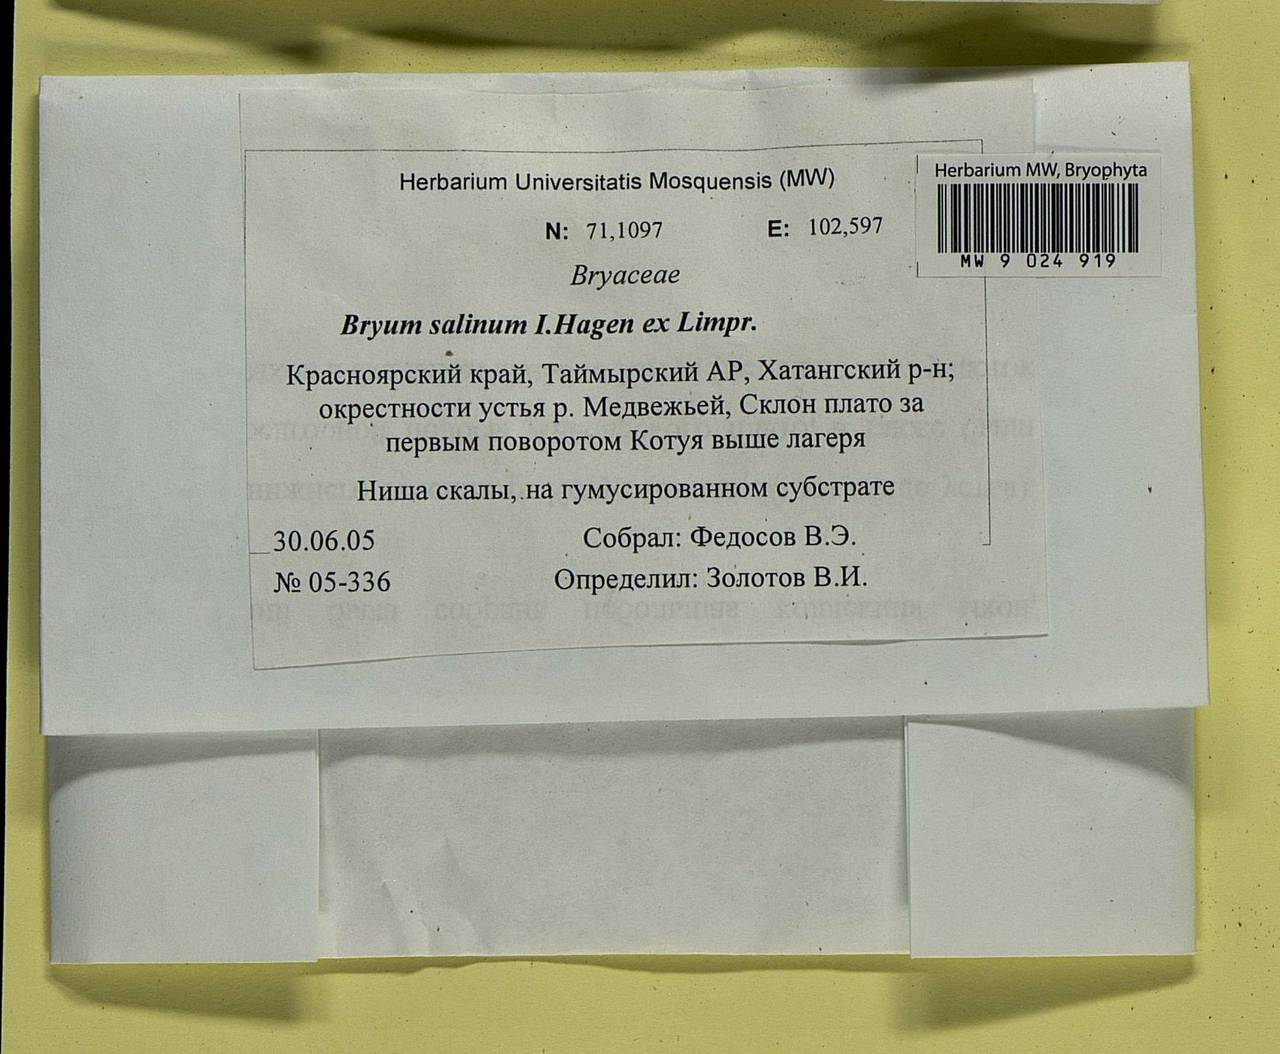 Herbarium Universitatis Mosquensis (MW)
Herbarium MW, Bryophyta
MW 9 024 919
N: 71,1097 E: 102,597
Bryaceae
Bryum salinum I.Hagen ex Limpr.
Красноярский край, Таймырский АР, Хатангский р-н;
окрестности устья р. Медвежьей, Склон плато за
первым поворотом Котуя выше лагеря
Ниша скалы, на гумусированном субстрате
30.06.05 Собрал: Федосов В.Э.
№ 05-336 Определил: Золотов В.И.